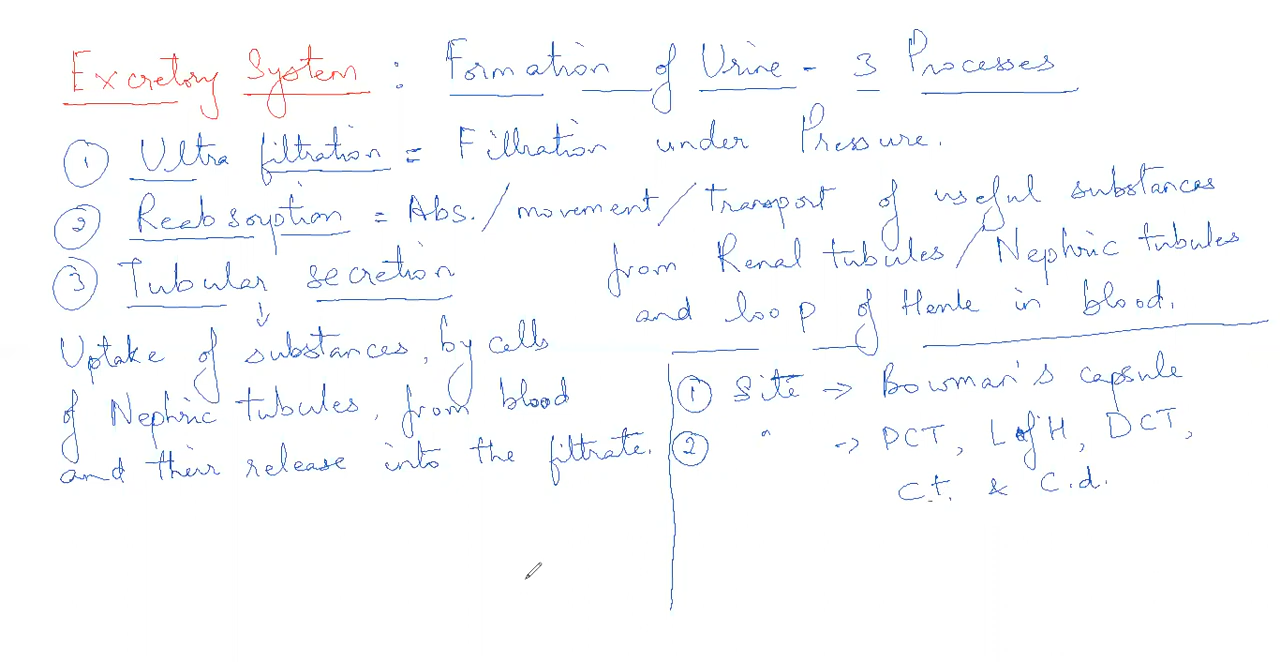 Excretory System : Formation of Urine - 3 Processes
① Ultra filtration = Filtration under Pressure.
② Reabsorption = Abs./movement/Transport of useful substances
from Renal tubules/Nephric tubules
and loop of Henle in blood.
③ Tubular secretion
↓
Uptake of substances, by cells
of Nephric tubules, from blood
and their release into the filtrate.
① Site → Bowman's capsule
② " → PCT, L of H, DCT,
C.t. & C.d.